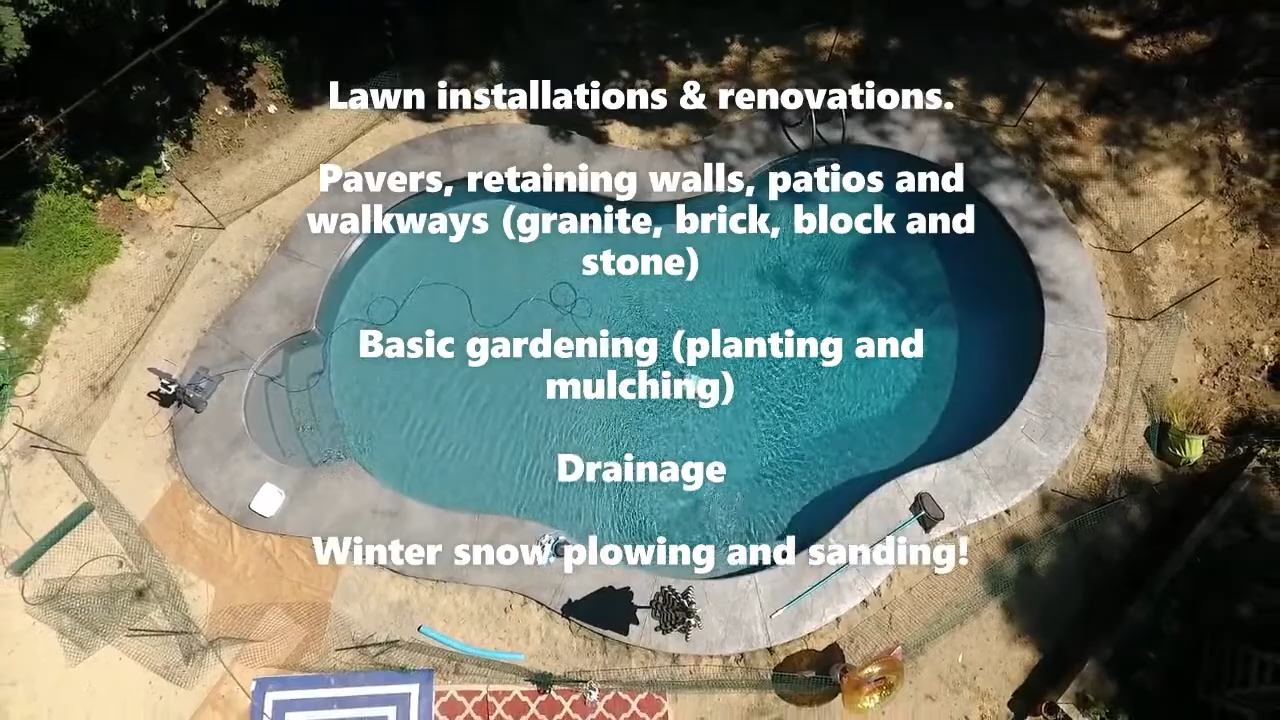 Lawn installations & renovations.
Pavers, retaining walls, patios and
walkways (granite, brick, block and
stone)
Basic gardening (planting and
mulching)
Drainage
Winter snow plowing and sanding!